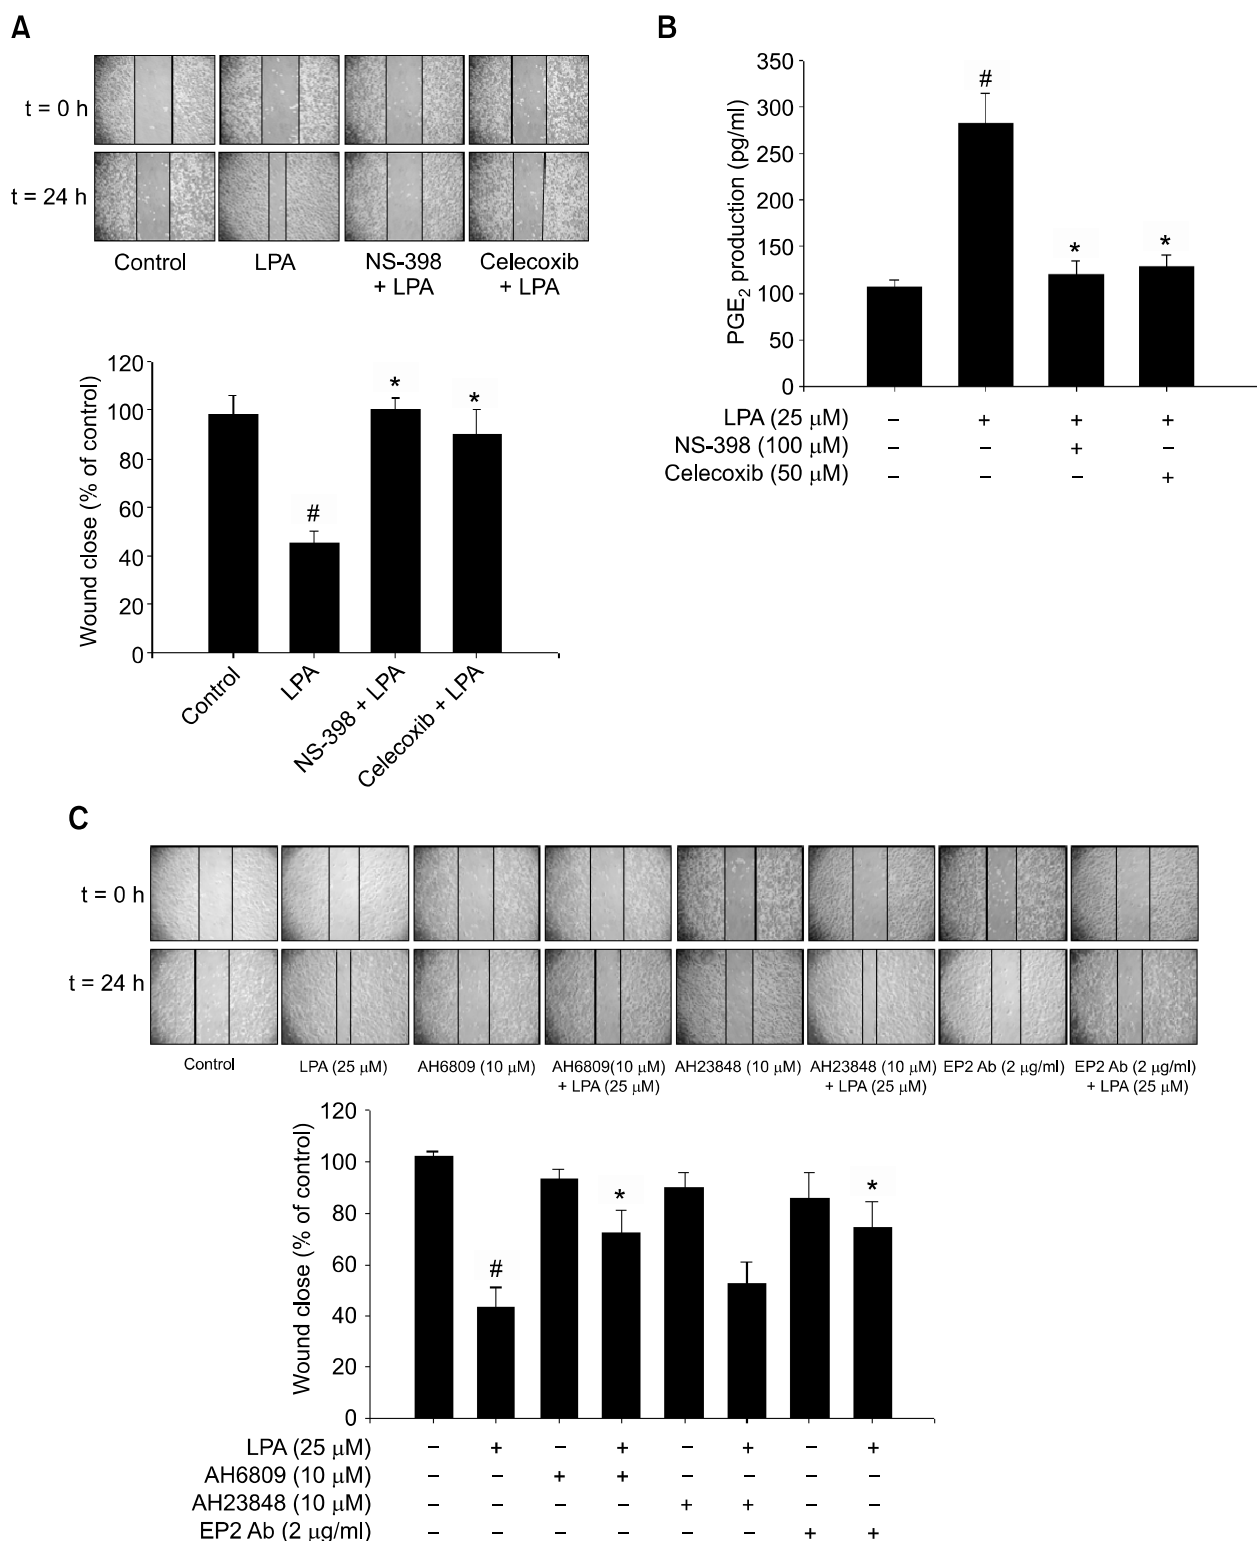 A
t = 0 h
t = 24 h
Control LPA NS-398 + LPA Celecoxib + LPA
Wound close (% of control)
120
100
80
60
40
20
0
#
*
*
Control
LPA
NS-398 + LPA
Celecoxib + LPA
B
PGE₂ production (pg/ml)
350
300
250
200
150
100
50
0
#
*
*
LPA (25 μM) – + + +
NS-398 (100 μM) – – + –
Celecoxib (50 μM) – – – +
C
t = 0 h
t = 24 h
Control LPA (25 μM) AH6809 (10 μM) AH6809(10 μM) + LPA (25 μM) AH23848 (10 μM) AH23848 (10 μM) + LPA (25 μM) EP2 Ab (2 μg/ml) EP2 Ab (2 μg/ml) + LPA (25 μM)
Wound close (% of control)
120
100
80
60
40
20
0
#
*
*
LPA (25 μM) – + – + – + – +
AH6809 (10 μM) – – + + – – – –
AH23848 (10 μM) – – – – + + – –
EP2 Ab (2 μg/ml) – – – – – – + +